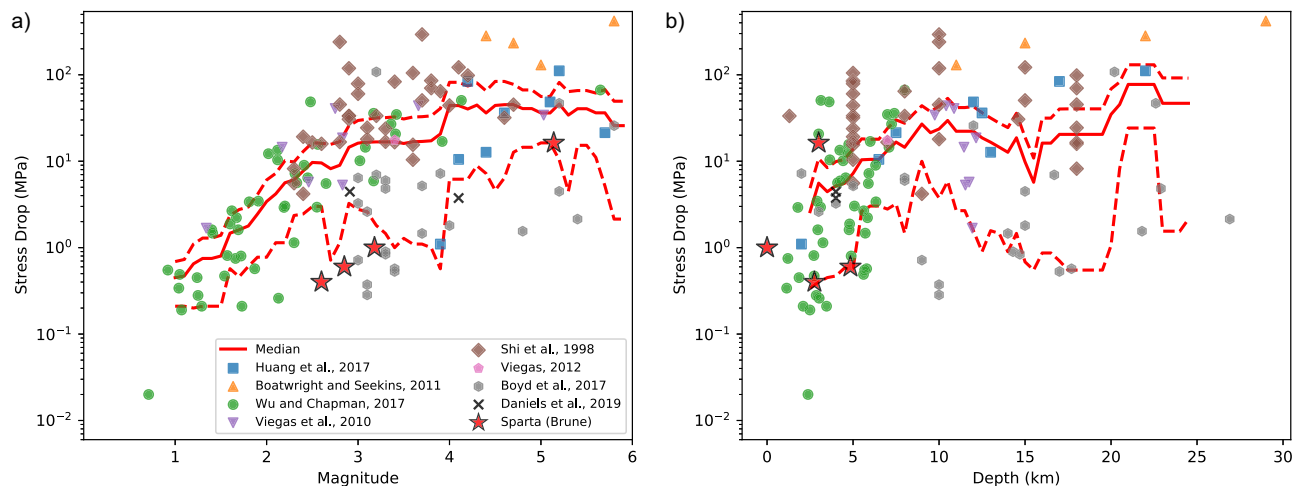 a)
b)
Stress Drop (MPa)
10²
10¹
10⁰
10⁻¹
10⁻²
1 2 3 4 5 6
Magnitude
Median
Huang et al., 2017
Boatwright and Seekins, 2011
Wu and Chapman, 2017
Viegas et al., 2010
Shi et al., 1998
Viegas, 2012
Boyd et al., 2017
Daniels et al., 2019
Sparta (Brune)
Stress Drop (MPa)
10²
10¹
10⁰
10⁻¹
10⁻²
0 5 10 15 20 25 30
Depth (km)